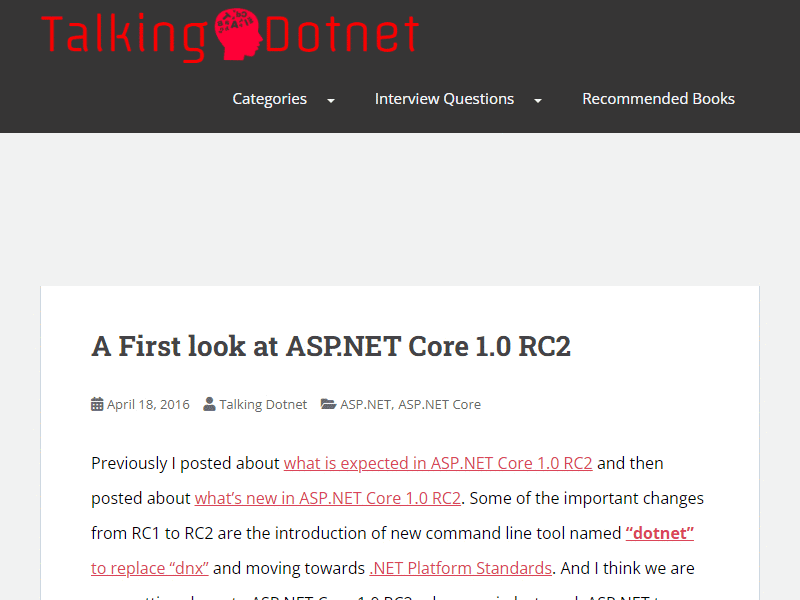 Talking Dotnet
Categories Interview Questions Recommended Books
A First look at ASP.NET Core 1.0 RC2
April 18, 2016 Talking Dotnet ASP.NET, ASP.NET Core
Previously I posted about what is expected in ASP.NET Core 1.0 RC2 and then
posted about what’s new in ASP.NET Core 1.0 RC2. Some of the important changes
from RC1 to RC2 are the introduction of new command line tool named “dotnet”
to replace “dnx” and moving towards .NET Platform Standards. And I think we are